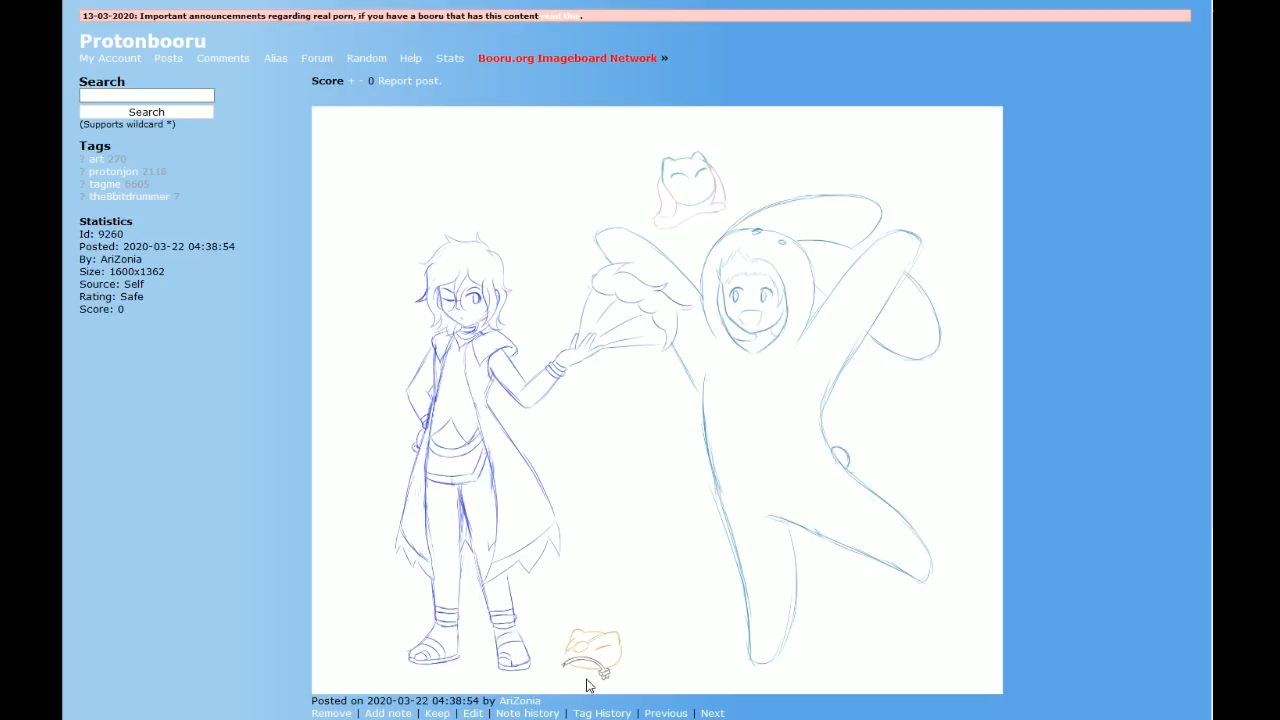 13-03-2020: Important announcemnents regarding real porn, if you have a booru that has this content read this.
Protonbooru
My Account Posts Comments Alias Forum Random Help Stats Booru.org Imageboard Network »
Search
Search
(Supports wildcard *)
Tags
? art 270
? protonjon 2118
? tagme 6605
? the8bitdrummer 7
Statistics
Id: 9260
Posted: 2020-03-22 04:38:54
By: AriZonia
Size: 1600x1362
Source: Self
Rating: Safe
Score: 0
Score + - 0 Report post.
Posted on 2020-03-22 04:38:54 by AriZonia
Remove | Add note | Keep | Edit | Note history | Tag History | Previous | Next